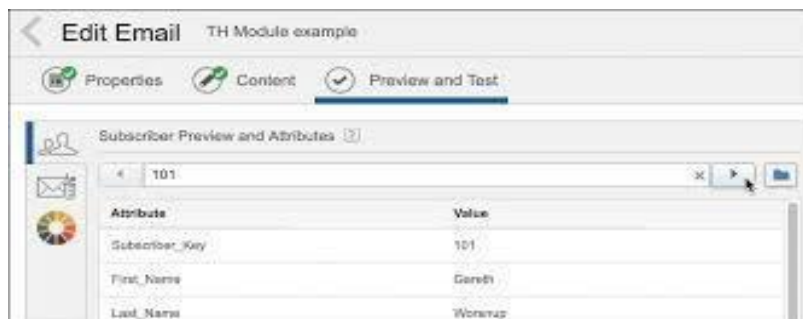 Edit Email TH Module example
Properties Content Preview and Test
Subscriber Preview and Attributes ?
101
Attribute Value
Subscriber_Key 101
First_Name Gareth
Last_Name